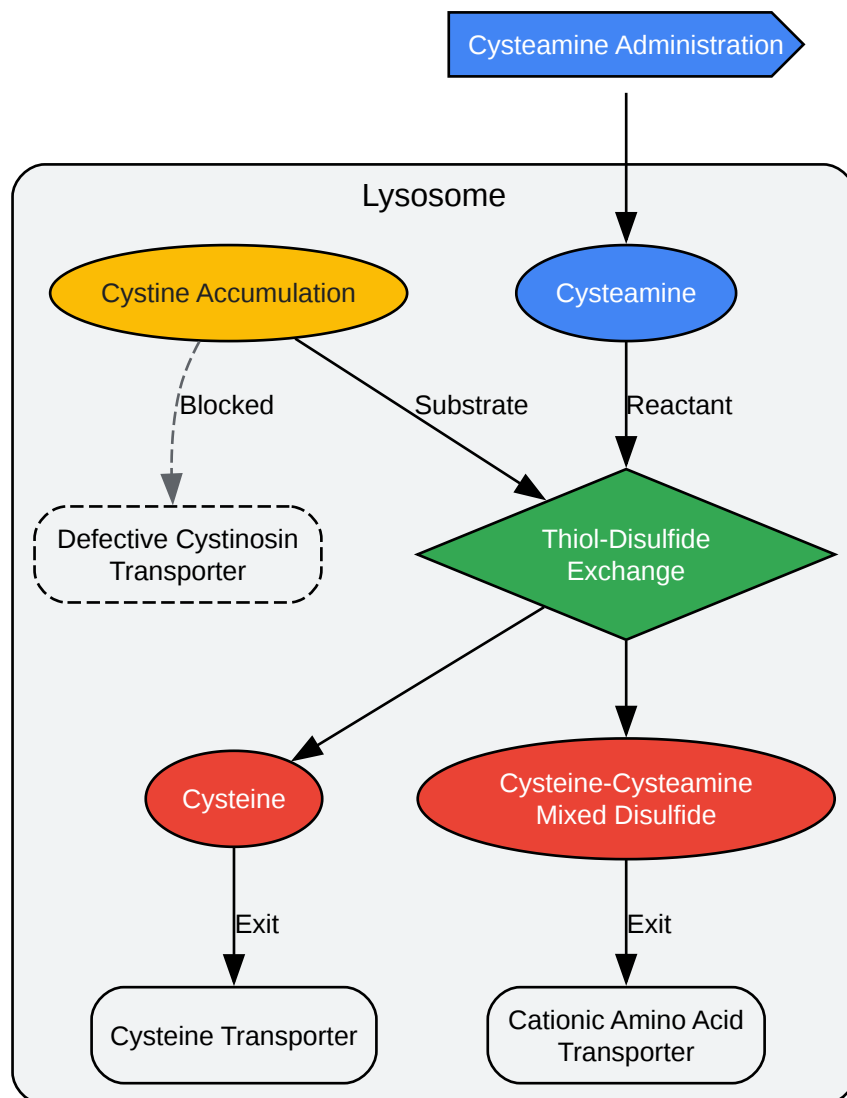 Cysteamine Administration
Lysosome
Cystine Accumulation
Cysteamine
Blocked
Substrate
Reactant
Defective Cystinosin
Transporter
Thiol-Disulfide
Exchange
Cysteine
Cysteine-Cysteamine
Mixed Disulfide
Exit
Exit
Cysteine Transporter
Cationic Amino Acid
Transporter